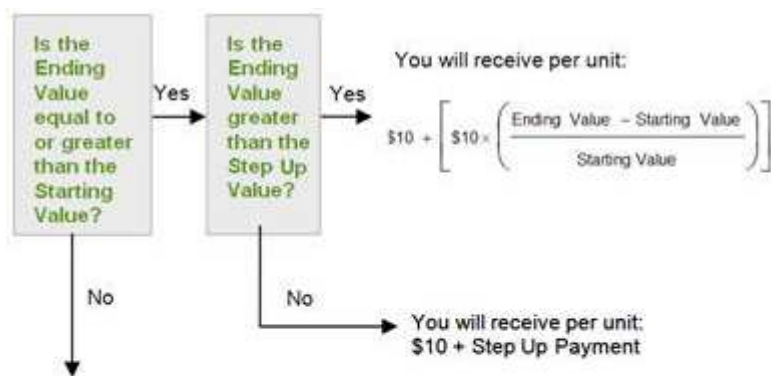 Is the
Ending
Value
equal to
or greater
than the
Starting
Value?
Yes
Is the
Ending
Value
greater
than the
Step Up
Value?
Yes
You will receive per unit:
$10 + [ $10 × ( Ending Value − Starting Value
Starting Value ) ]
No
No
You will receive per unit:
$10 + Step Up Payment